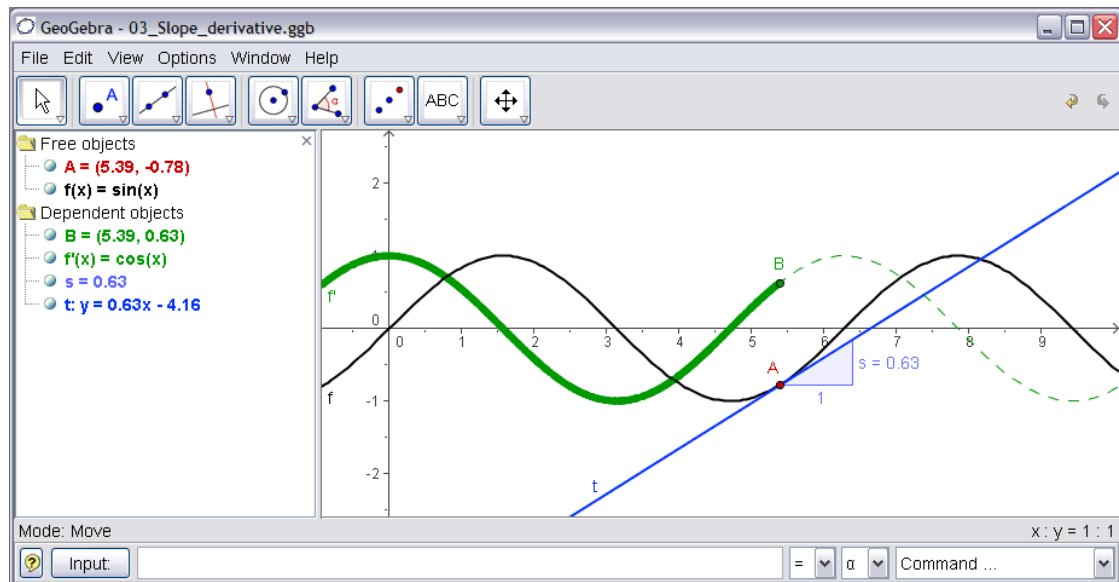 GeoGebra - 03_Slope_derivative.ggb
File Edit View Options Window Help
A
α
ABC
Free objects
A = (5.39, -0.78)
f(x) = sin(x)
Dependent objects
B = (5.39, 0.63)
f'(x) = cos(x)
s = 0.63
t: y = 0.63x - 4.16
2
1
B
f'
0
0 1 2 3 4 5 6 7 8 9
A
s = 0.63
1
f
-1
-2
t
Mode: Move
x : y = 1 : 1
? Input: = α Command ...